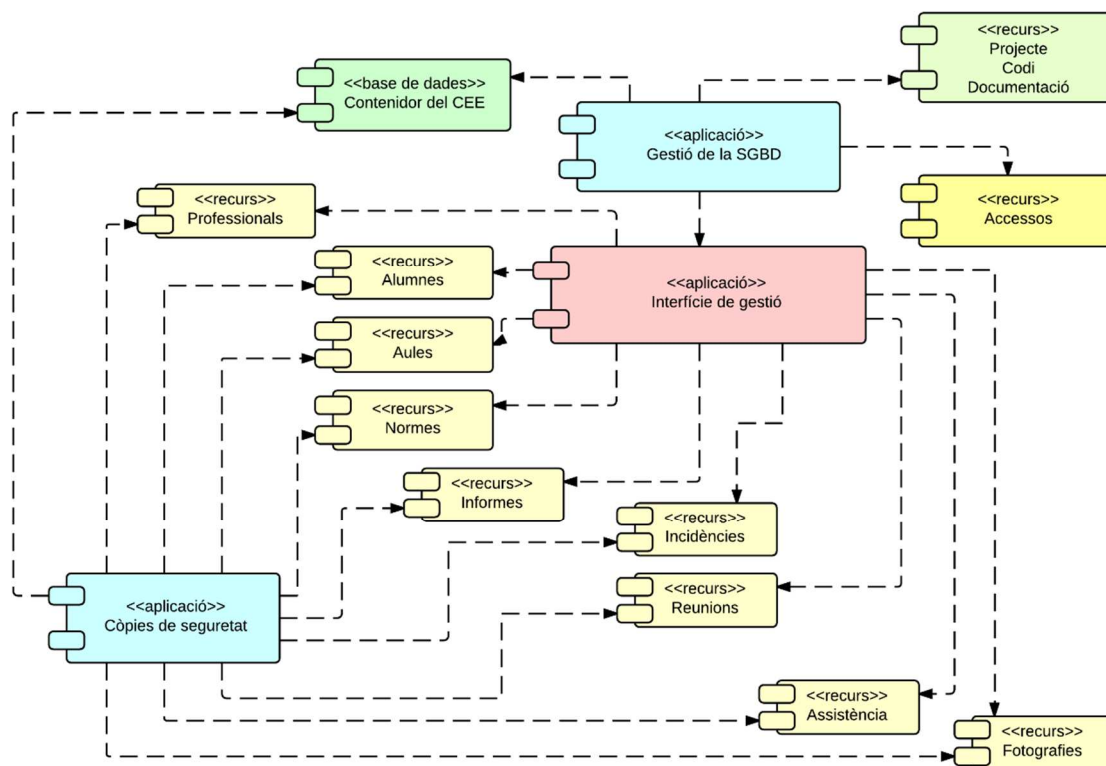 <<recurs>>
Projecte
Codi
Documentació
<<base de dades>>
Contenidor del CEE
<<aplicació>>
Gestió de la SGBD
<<recurs>>
Professionals
<<recurs>>
Accessos
<<recurs>>
Alumnes
<<aplicació>>
Interfície de gestió
<<recurs>>
Aules
<<recurs>>
Normes
<<recurs>>
Informes
<<recurs>>
Incidències
<<recurs>>
Reunions
<<aplicació>>
Còpies de seguretat
<<recurs>>
Assistència
<<recurs>>
Fotografies